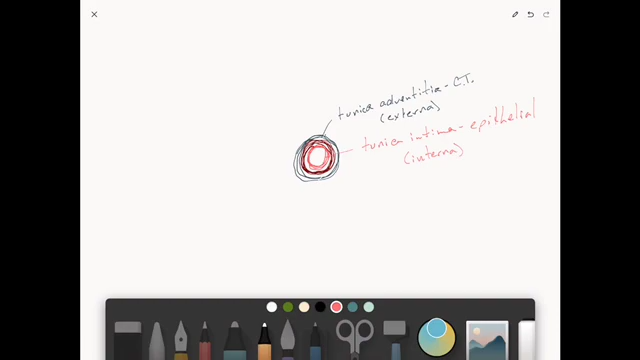 tunica adventitia - C.T.
(externa)
tunica intima - epithelial
(interna)